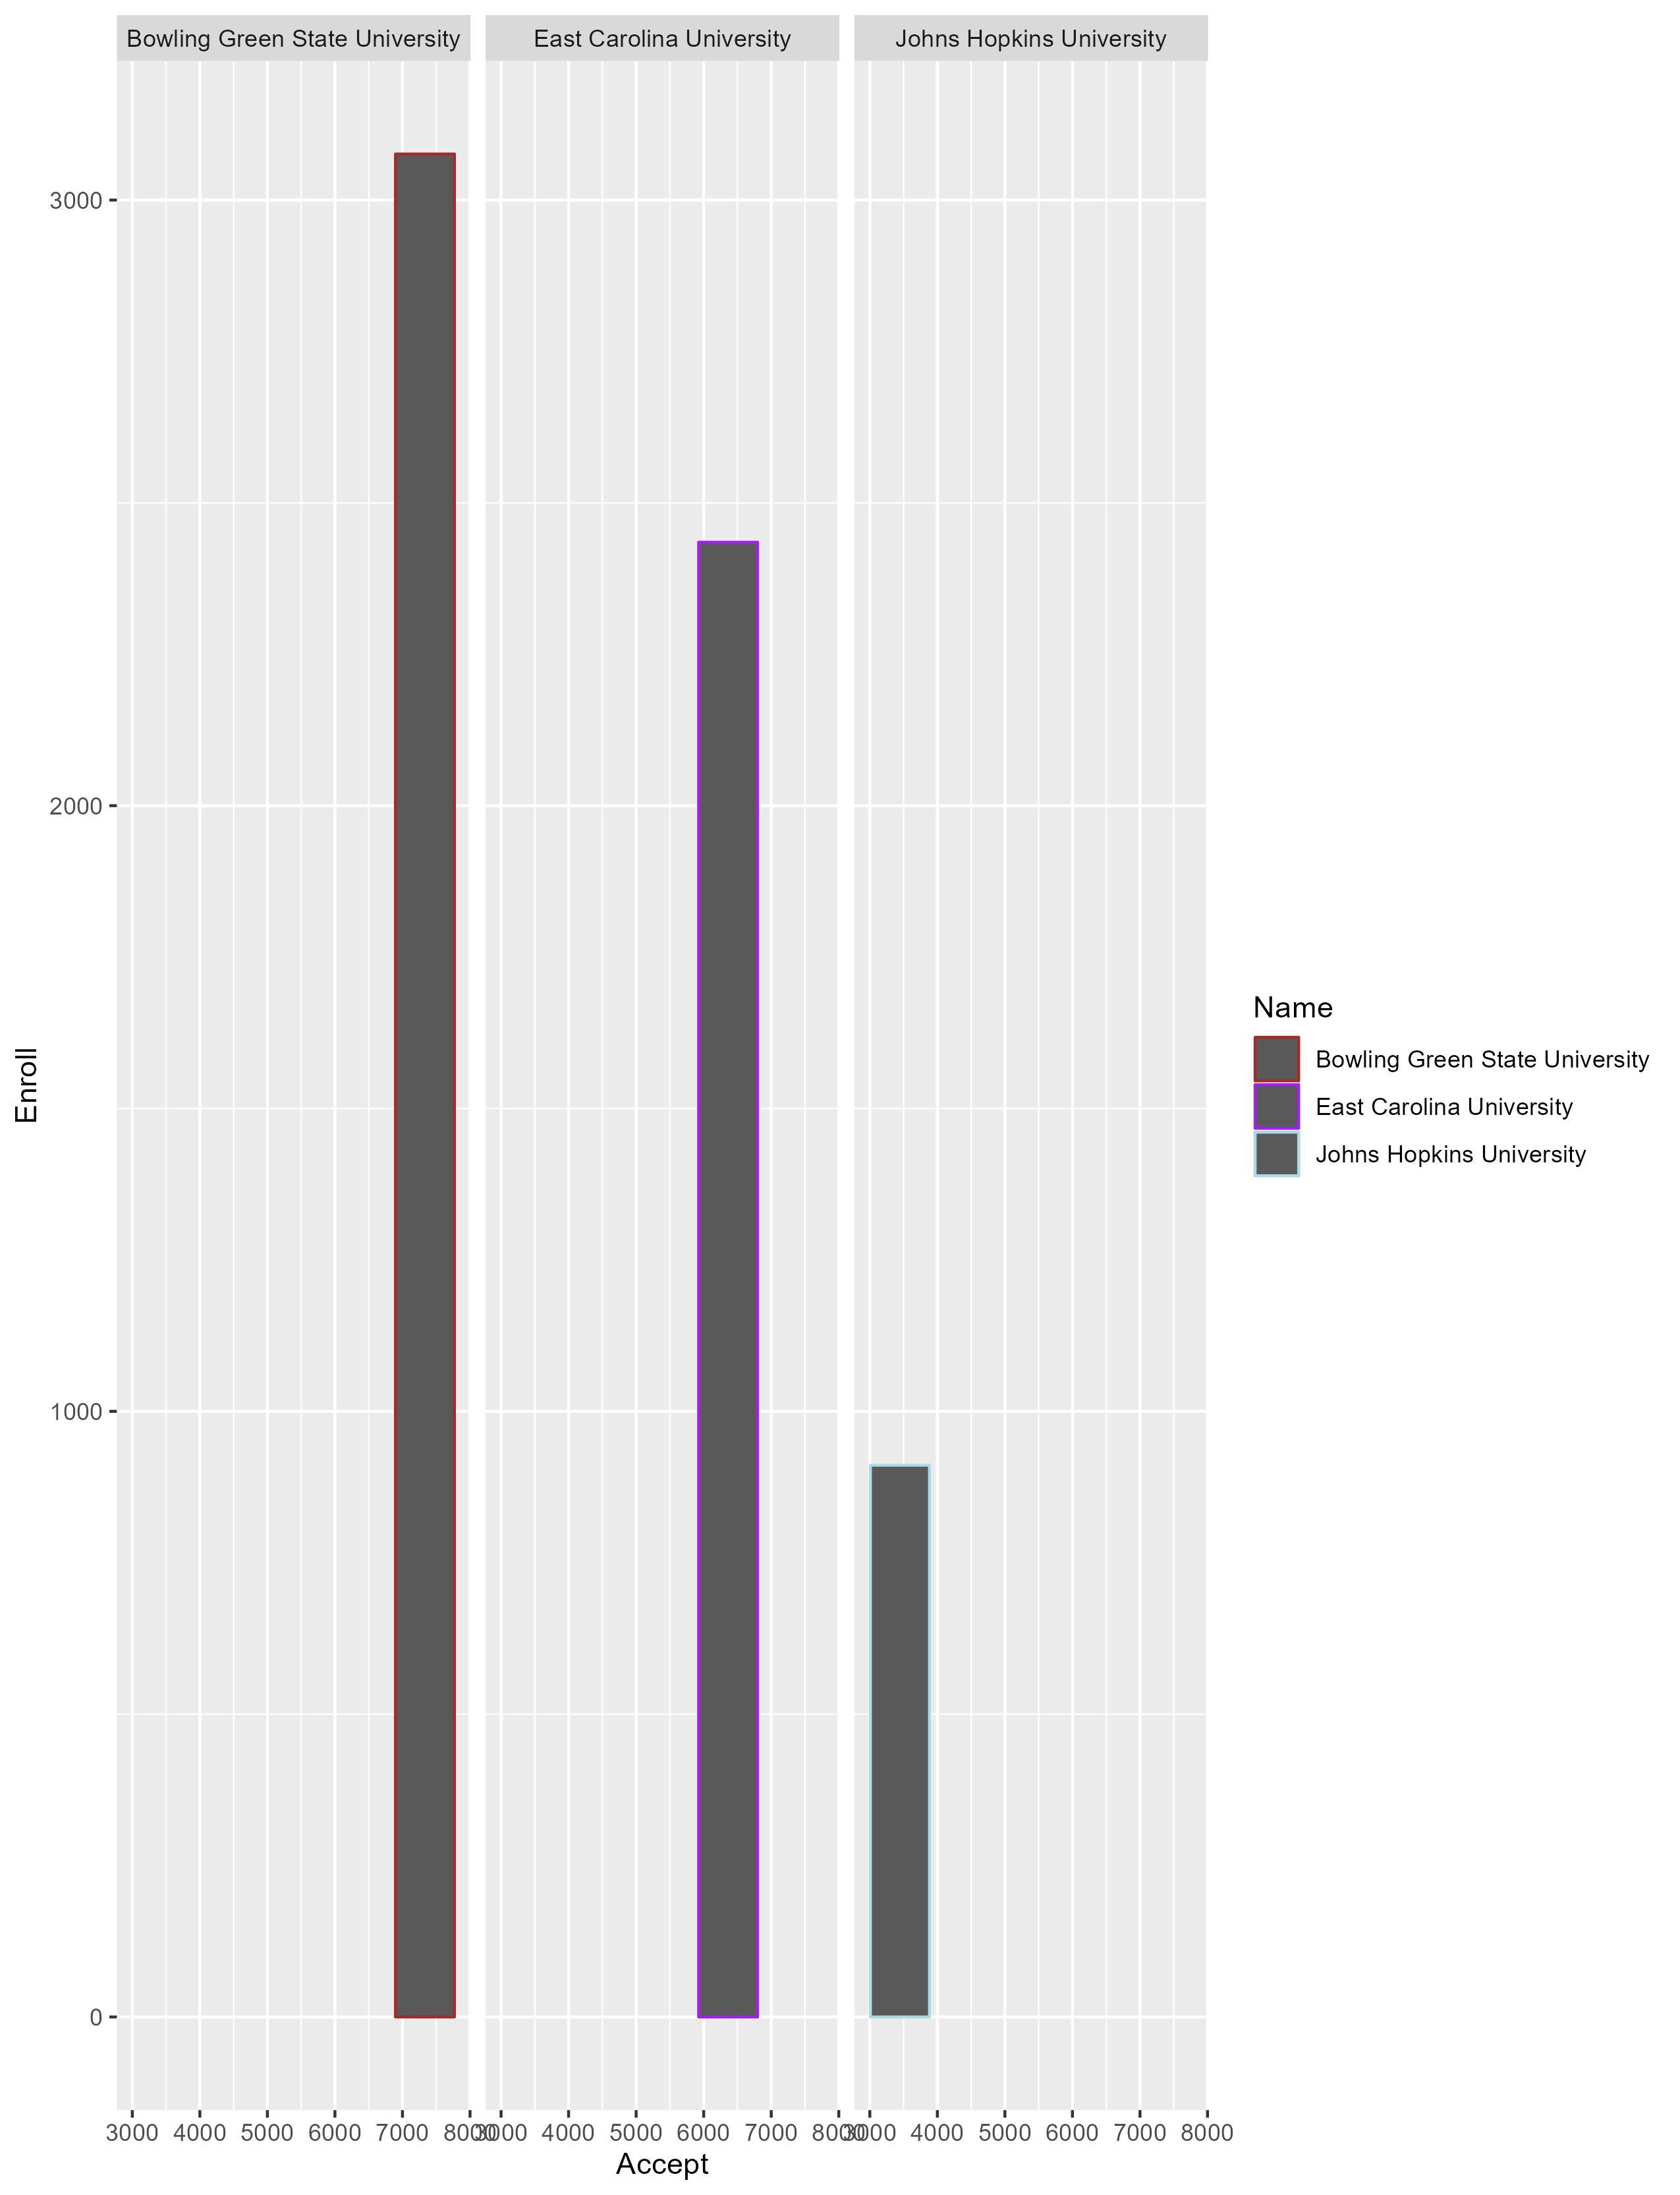 Bowling Green State University East Carolina University Johns Hopkins University
3000
2000
1000
0
Enroll
3000 4000 5000 6000 7000 8000 3000 4000 5000 6000 7000 8000 3000 4000 5000 6000 7000 8000
Accept
Name
Bowling Green State University
East Carolina University
Johns Hopkins University